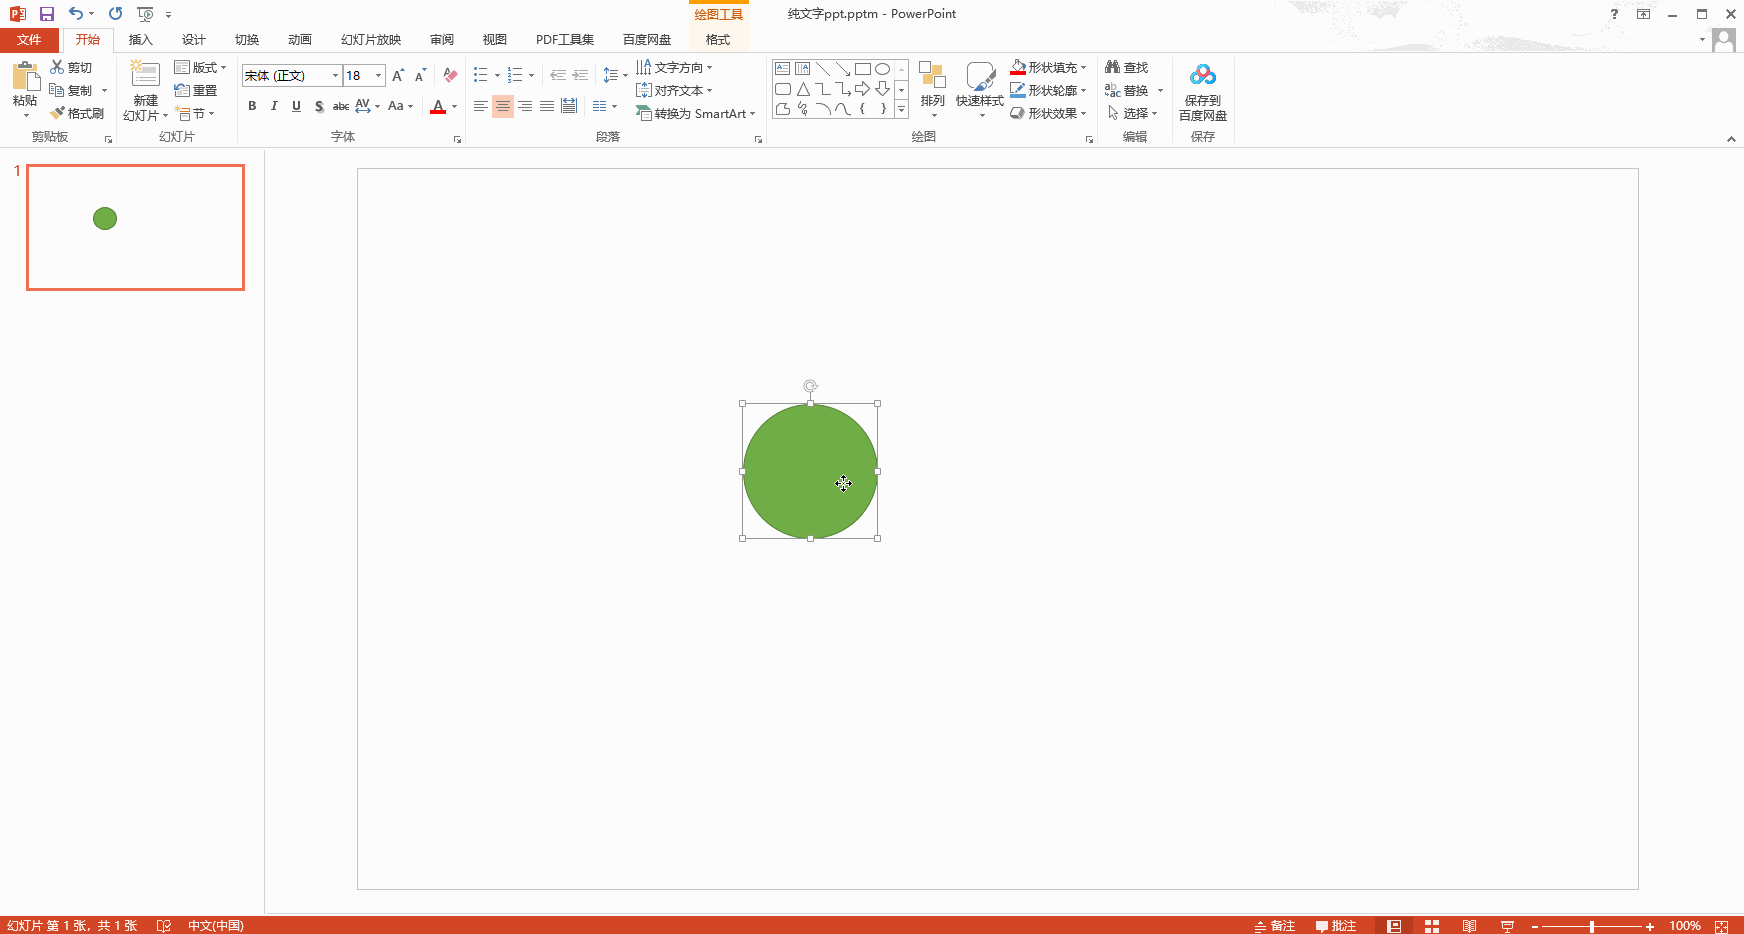 绘图工具
纯文字ppt.pptm - PowerPoint
?
文件 开始 插入 设计 切换 动画 幻灯片放映 审阅 视图 PDF工具集 百度网盘 格式
粘贴
剪切
复制
格式刷
剪贴板
新建
幻灯片
版式
重置
节
幻灯片
宋体 (正文) 18 A A
B I U S abc AV Aa A
字体
文字方向
对齐文本
转换为 SmartArt
段落
排列
快速样式
形状填充
形状轮廓
形状效果
绘图
查找
替换
选择
编辑
保存到
百度网盘
保存
1
幻灯片 第 1 张，共 1 张 中文(中国) 备注 批注 100%